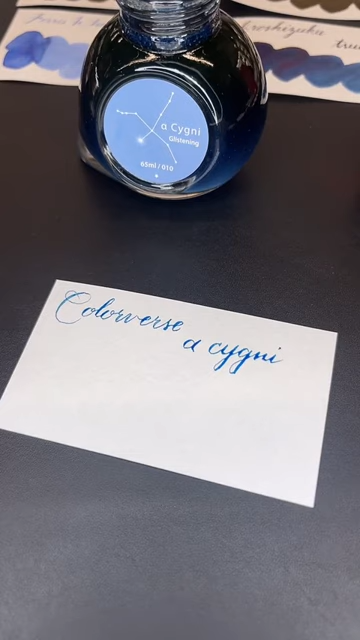 α Cygni
Glistening
65ml / 010
Colorverse
a cygni